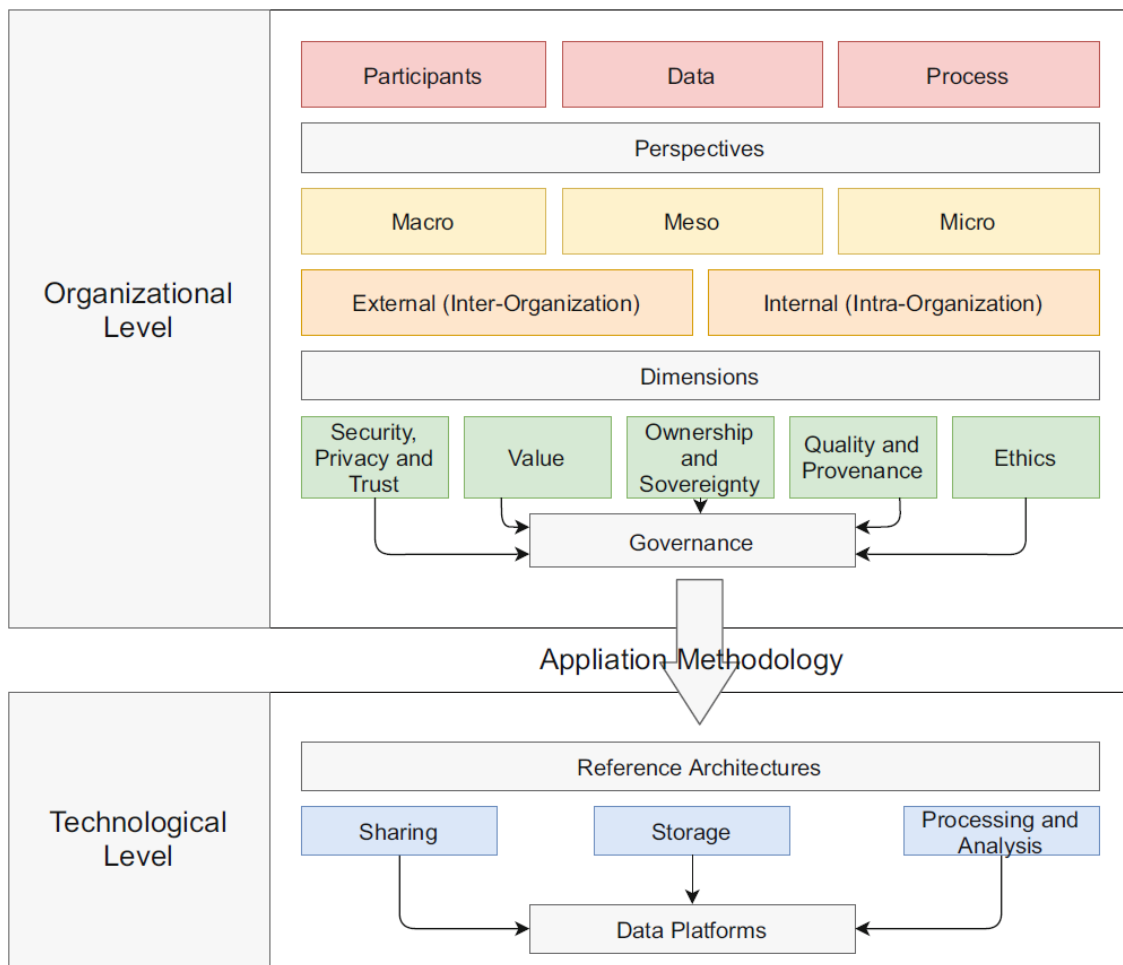 Organizational
Level
Participants
Data
Process
Perspectives
Macro
Meso
Micro
External (Inter-Organization)
Internal (Intra-Organization)
Dimensions
Security,
Privacy and
Trust
Value
Ownership
and
Sovereignty
Quality and
Provenance
Ethics
Governance
Appliation Methodology
Technological
Level
Reference Architectures
Sharing
Storage
Processing and
Analysis
Data Platforms